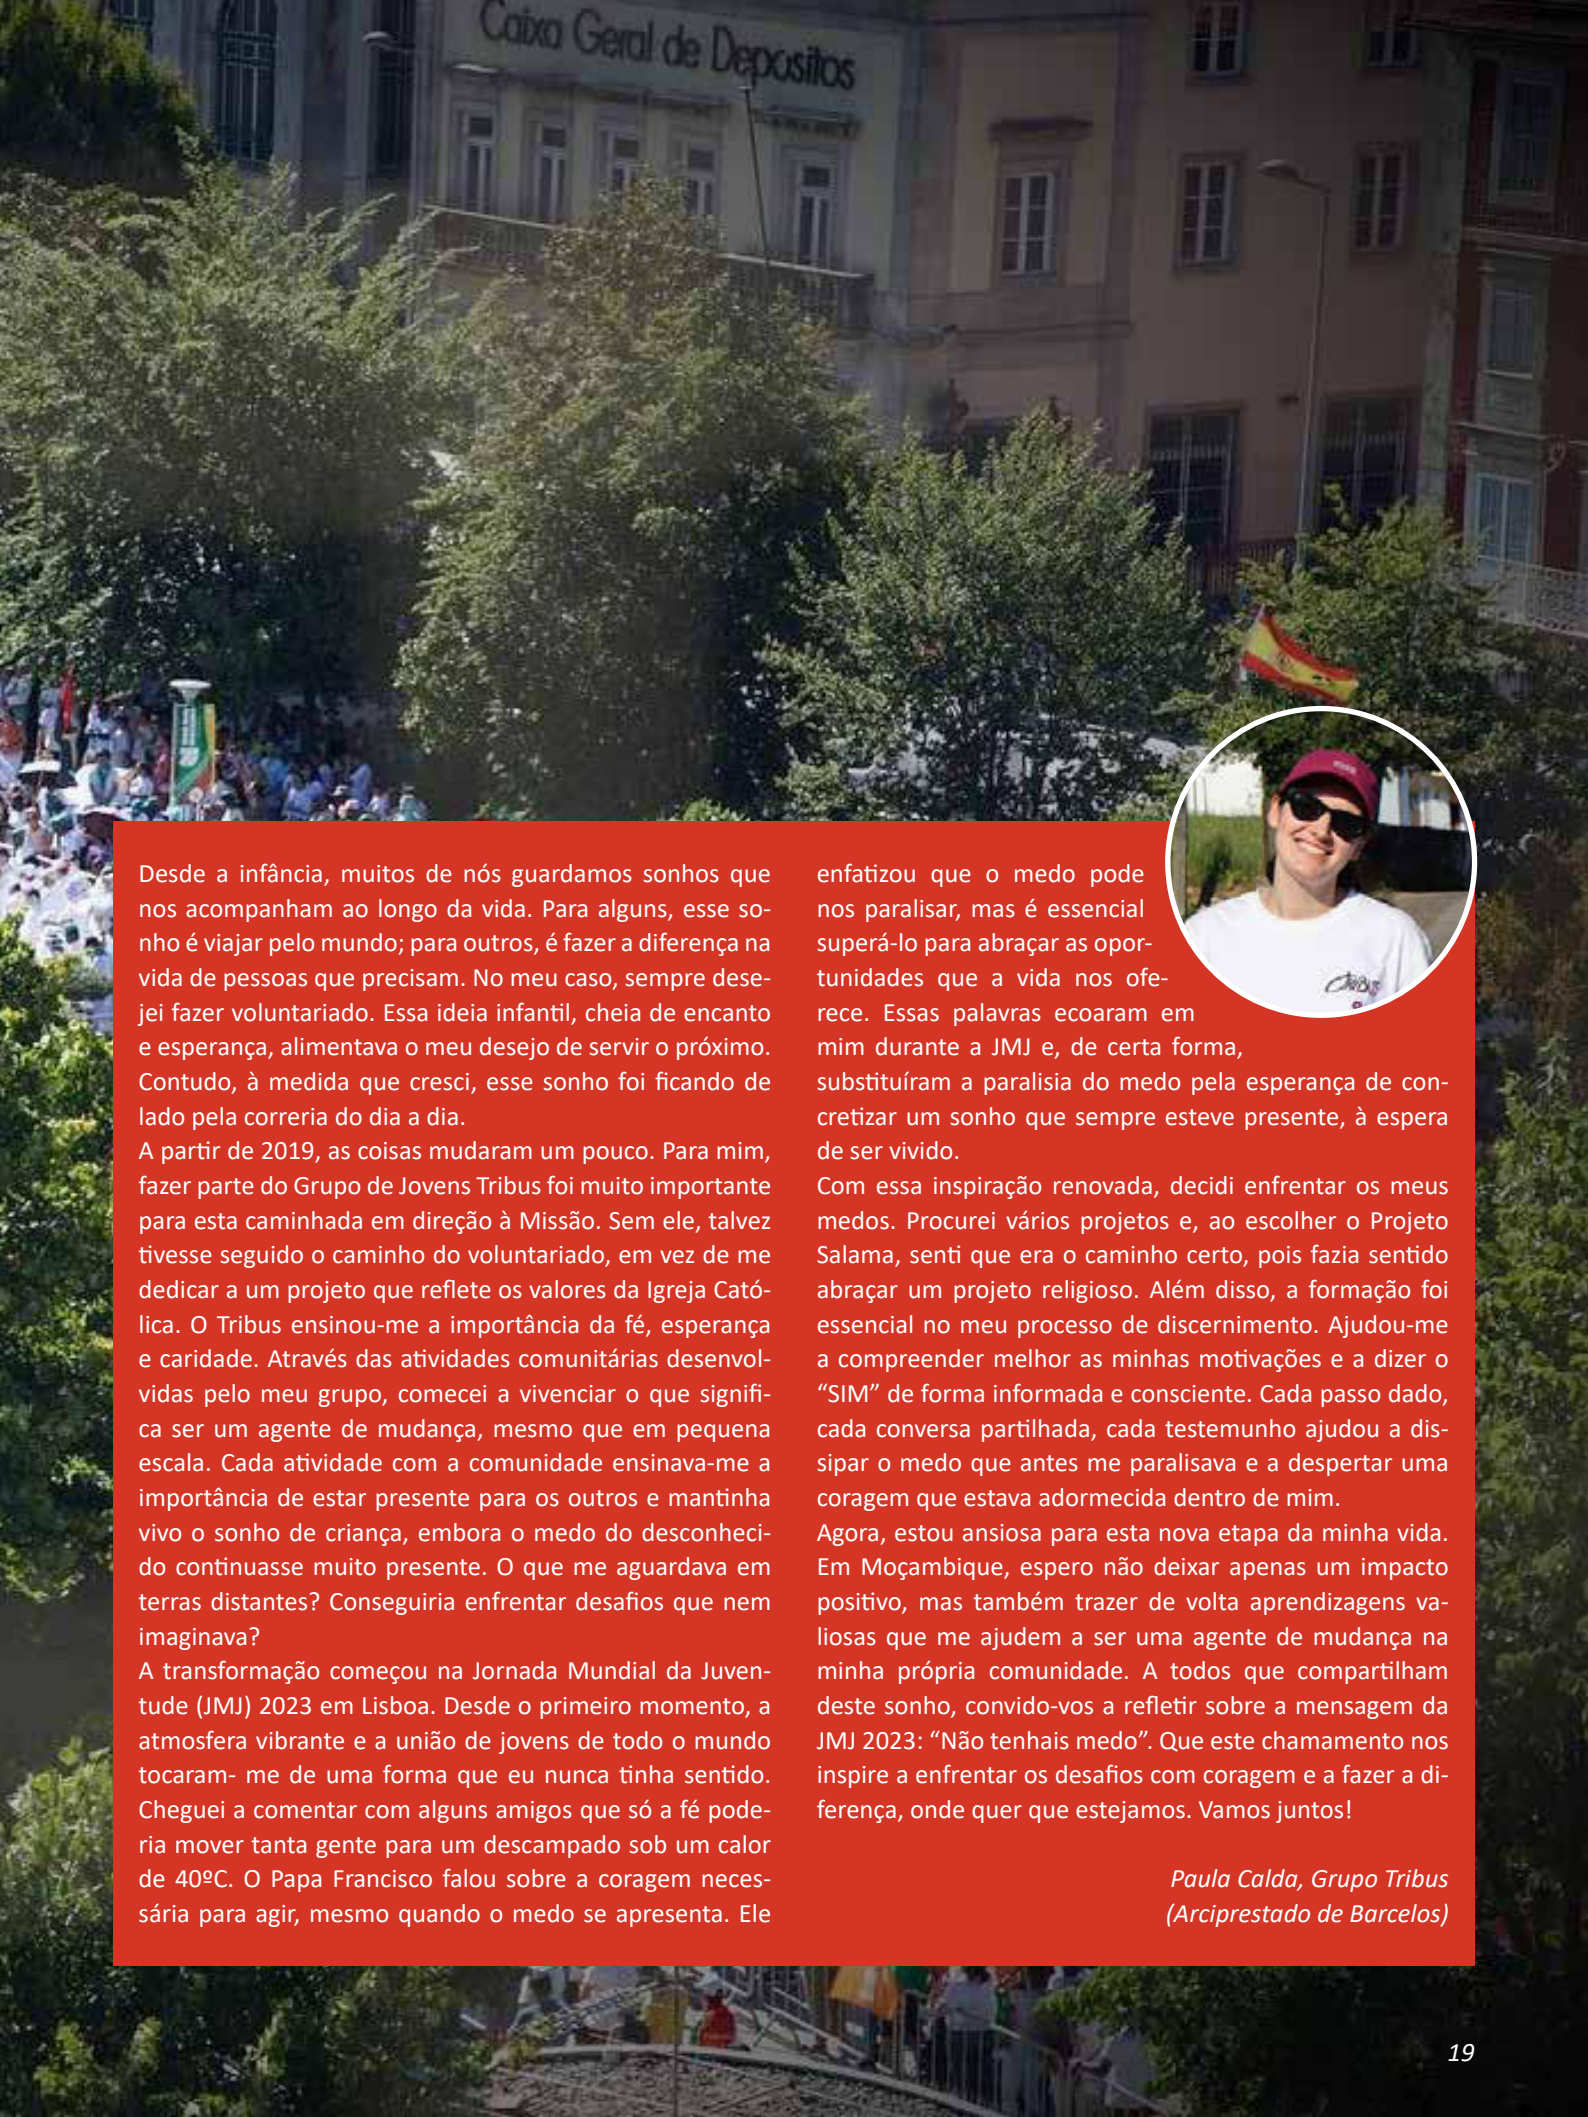 Caixa Geral de Depositos
Desde a infância, muitos de nós guardamos sonhos que
nos acompanham ao longo da vida. Para alguns, esse so-
nho é viajar pelo mundo; para outros, é fazer a diferença na
vida de pessoas que precisam. No meu caso, sempre dese-
jei fazer voluntariado. Essa ideia infantil, cheia de encanto
e esperança, alimentava o meu desejo de servir o próximo.
Contudo, à medida que cresci, esse sonho foi ficando de
lado pela correria do dia a dia.
A partir de 2019, as coisas mudaram um pouco. Para mim,
fazer parte do Grupo de Jovens Tribus foi muito importante
para esta caminhada em direção à Missão. Sem ele, talvez
tivesse seguido o caminho do voluntariado, em vez de me
dedicar a um projeto que reflete os valores da Igreja Cató-
lica. O Tribus ensinou-me a importância da fé, esperança
e caridade. Através das atividades comunitárias desenvol-
vidas pelo meu grupo, comecei a vivenciar o que signifi-
ca ser um agente de mudança, mesmo que em pequena
escala. Cada atividade com a comunidade ensinava-me a
importância de estar presente para os outros e mantinha
vivo o sonho de criança, embora o medo do desconheci-
do continuasse muito presente. O que me aguardava em
terras distantes? Conseguiria enfrentar desafios que nem
imaginava?
A transformação começou na Jornada Mundial da Juven-
tude (JMJ) 2023 em Lisboa. Desde o primeiro momento, a
atmosfera vibrante e a união de jovens de todo o mundo
tocaram- me de uma forma que eu nunca tinha sentido.
Cheguei a comentar com alguns amigos que só a fé pode-
ria mover tanta gente para um descampado sob um calor
de 40ºC. O Papa Francisco falou sobre a coragem neces-
sária para agir, mesmo quando o medo se apresenta. Ele
enfatizou que o medo pode
nos paralisar, mas é essencial
superá-lo para abraçar as opor-
tunidades que a vida nos ofe-
rece. Essas palavras ecoaram em
mim durante a JMJ e, de certa forma,
substituíram a paralisia do medo pela esperança de con-
cretizar um sonho que sempre esteve presente, à espera
de ser vivido.
Com essa inspiração renovada, decidi enfrentar os meus
medos. Procurei vários projetos e, ao escolher o Projeto
Salama, senti que era o caminho certo, pois fazia sentido
abraçar um projeto religioso. Além disso, a formação foi
essencial no meu processo de discernimento. Ajudou-me
a compreender melhor as minhas motivações e a dizer o
“SIM” de forma informada e consciente. Cada passo dado,
cada conversa partilhada, cada testemunho ajudou a dis-
sipar o medo que antes me paralisava e a despertar uma
coragem que estava adormecida dentro de mim.
Agora, estou ansiosa para esta nova etapa da minha vida.
Em Moçambique, espero não deixar apenas um impacto
positivo, mas também trazer de volta aprendizagens va-
liosas que me ajudem a ser uma agente de mudança na
minha própria comunidade. A todos que compartilham
deste sonho, convido-vos a refletir sobre a mensagem da
JMJ 2023: “Não tenhais medo”. Que este chamamento nos
inspire a enfrentar os desafios com coragem e a fazer a di-
ferença, onde quer que estejamos. Vamos juntos!
Paula Calda, Grupo Tribus
(Arciprestado de Barcelos)
19